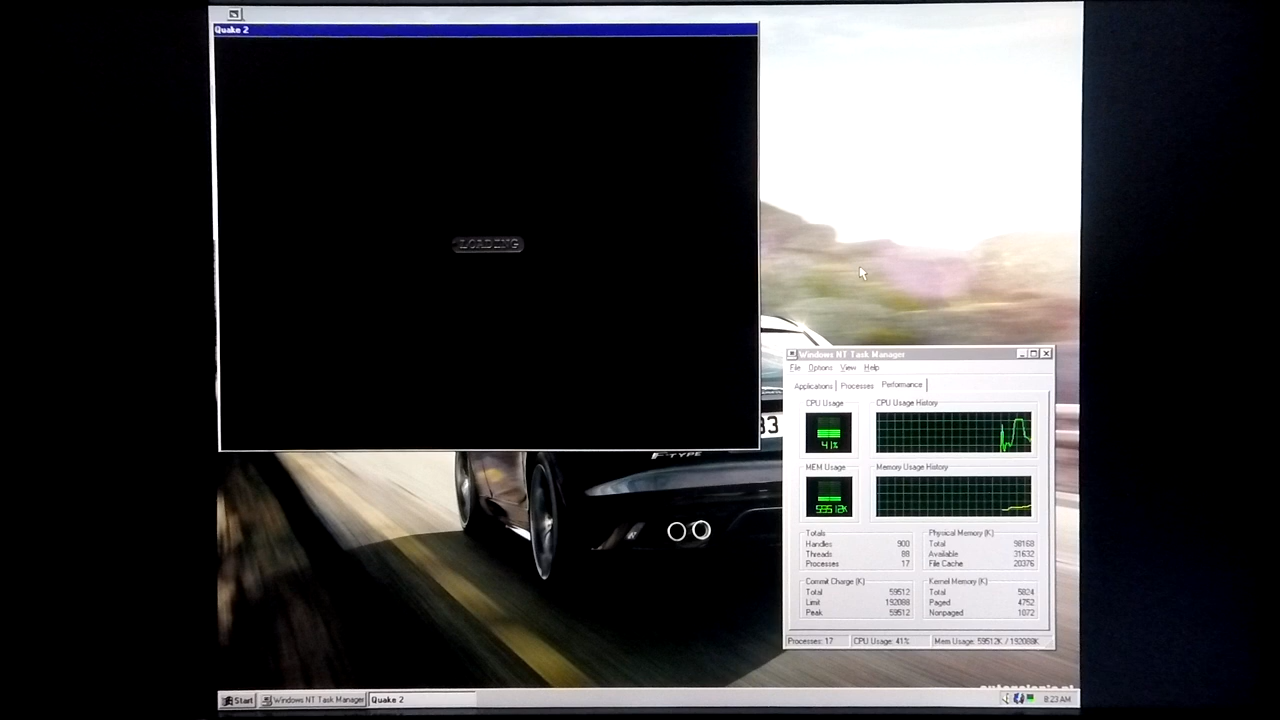 Quake 2
LOADING
33
F-TYPE
Windows NT Task Manager
File Options View Help
Applications Processes Performance
CPU Usage CPU Usage History
41%
MEM Usage Memory Usage History
59512K
Totals
Handles 900
Threads 88
Processes 17
Physical Memory (K)
Total 98168
Available 31632
File Cache 20376
Commit Charge (K)
Total 59512
Limit 192088
Peak 59512
Kernel Memory (K)
Total 5824
Paged 4752
Nonpaged 1072
Processes: 17 CPU Usage: 41% Mem Usage: 59512K / 192088K
Start Windows NT Task Manager Quake 2 8:23 AM